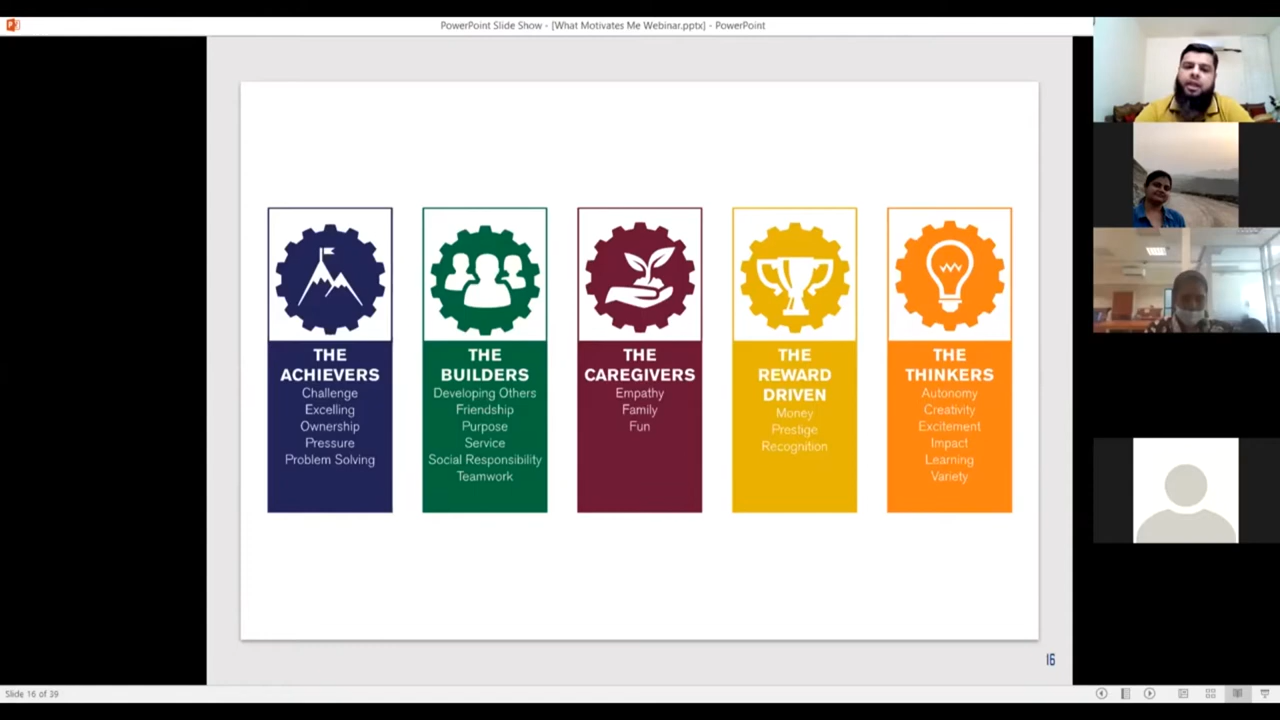 PowerPoint Slide Show - [What Motivates Me Webinar.pptx] - PowerPoint
THE
ACHIEVERS
Challenge
Excelling
Ownership
Pressure
Problem Solving
THE
BUILDERS
Developing Others
Friendship
Purpose
Service
Social Responsibility
Teamwork
THE
CAREGIVERS
Empathy
Family
Fun
THE
REWARD
DRIVEN
Money
Prestige
Recognition
THE
THINKERS
Autonomy
Creativity
Excitement
Impact
Learning
Variety
16
Slide 16 of 39